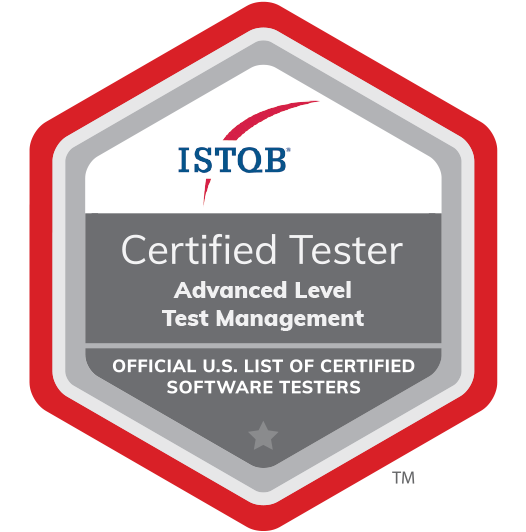 ISTQB®
Certified Tester
Advanced Level
Test Management
OFFICIAL U.S. LIST OF CERTIFIED
SOFTWARE TESTERS
TM